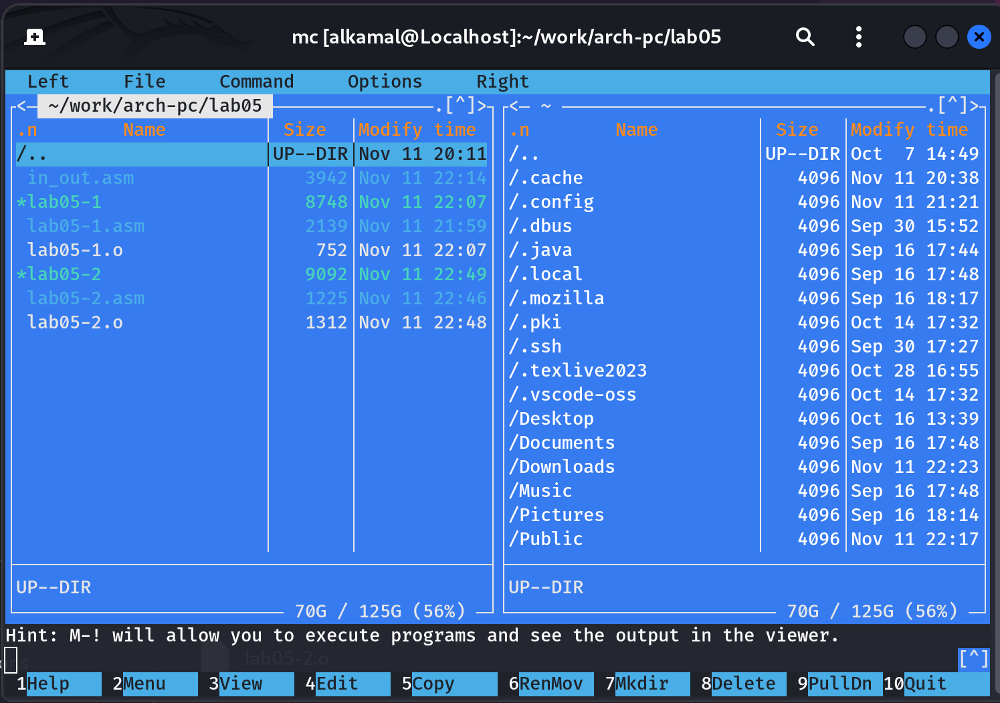 mc [alkamal@Localhost]:~/work/arch-pc/lab05
Left File Command Options Right
<─ ~/work/arch-pc/lab05 ─.[^]>
.n Name Size Modify time
/.. UP--DIR Nov 11 20:11
in_out.asm 3942 Nov 11 22:14
*lab05-1 8748 Nov 11 22:07
lab05-1.asm 2139 Nov 11 21:59
lab05-1.o 752 Nov 11 22:07
*lab05-2 9092 Nov 11 22:49
lab05-2.asm 1225 Nov 11 22:46
lab05-2.o 1312 Nov 11 22:48
UP--DIR
70G / 125G (56%)
<─ ~ ─.[^]>
.n Name Size Modify time
/.. UP--DIR Oct 7 14:49
/.cache 4096 Nov 11 20:38
/.config 4096 Nov 11 21:21
/.dbus 4096 Sep 30 15:52
/.java 4096 Sep 16 17:44
/.local 4096 Sep 16 17:48
/.mozilla 4096 Sep 16 18:17
/.pki 4096 Oct 14 17:32
/.ssh 4096 Sep 30 17:27
/.texlive2023 4096 Oct 28 16:55
/.vscode-oss 4096 Oct 14 17:32
/Desktop 4096 Oct 16 13:39
/Documents 4096 Sep 16 17:48
/Downloads 4096 Nov 11 22:23
/Music 4096 Sep 16 17:48
/Pictures 4096 Sep 16 18:14
/Public 4096 Nov 11 22:17
UP--DIR
70G / 125G (56%)
Hint: M-! will allow you to execute programs and see the output in the viewer.
lab05-2.o
[^]
1Help 2Menu 3View 4Edit 5Copy 6RenMov 7Mkdir 8Delete 9PullDn 10Quit